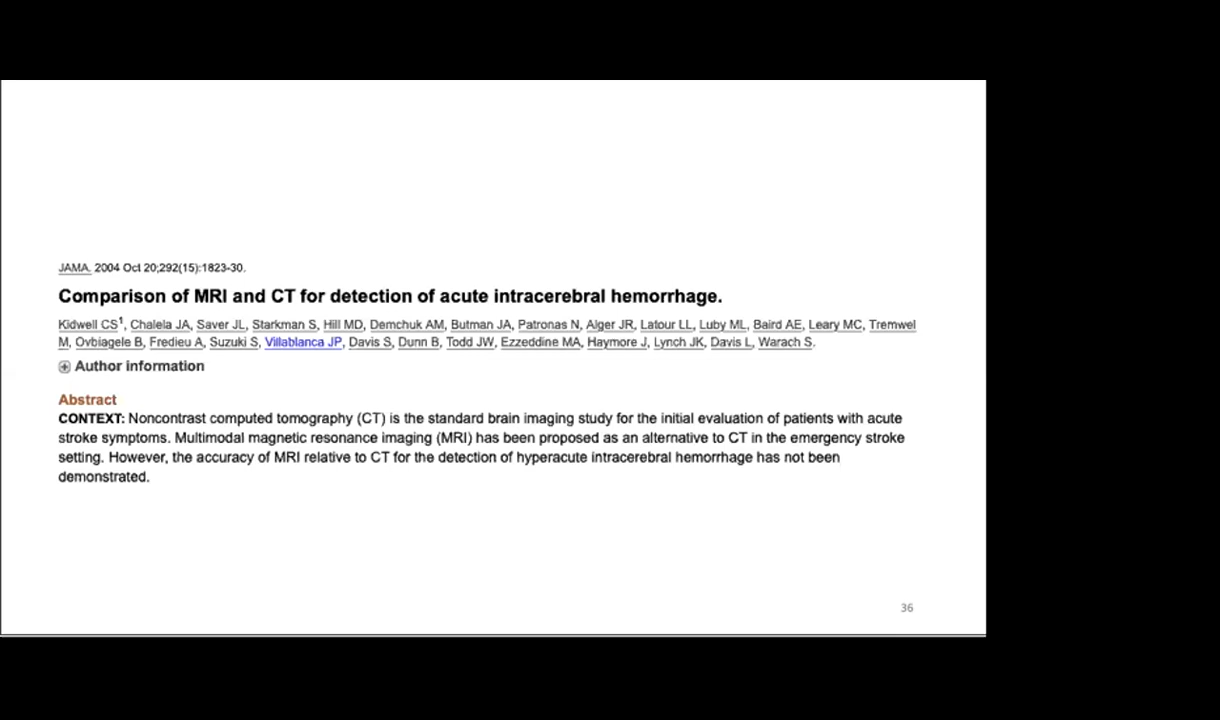 JAMA. 2004 Oct 20;292(15):1823-30.
Comparison of MRI and CT for detection of acute intracerebral hemorrhage.
Kidwell CS1, Chalela JA, Saver JL, Starkman S, Hill MD, Demchuk AM, Butman JA, Patronas N, Alger JR, Latour LL, Luby ML, Baird AE, Leary MC, Tremwel
M, Ovbiagele B, Fredieu A, Suzuki S, Villablanca JP, Davis S, Dunn B, Todd JW, Ezzeddine MA, Haymore J, Lynch JK, Davis L, Warach S.
Author information
Abstract
CONTEXT: Noncontrast computed tomography (CT) is the standard brain imaging study for the initial evaluation of patients with acute
stroke symptoms. Multimodal magnetic resonance imaging (MRI) has been proposed as an alternative to CT in the emergency stroke
setting. However, the accuracy of MRI relative to CT for the detection of hyperacute intracerebral hemorrhage has not been
demonstrated.
36